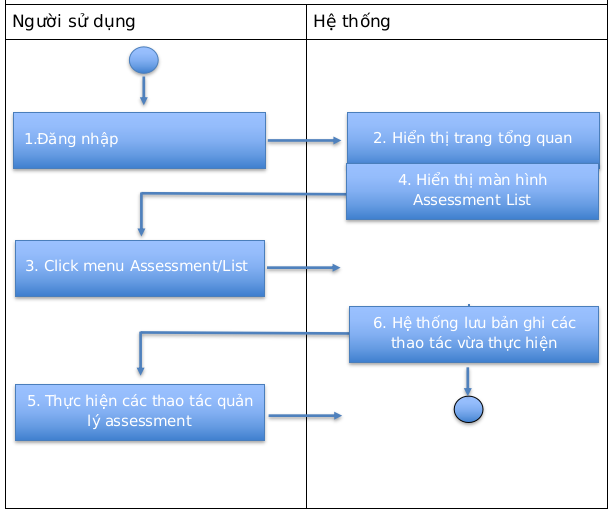 Người sử dụng
Hệ thống
1.Đăng nhập
2. Hiển thị trang tổng quan
4. Hiển thị màn hình
Assessment List
3. Click menu Assessment/List
6. Hệ thống lưu bản ghi các
thao tác vừa thực hiện
5. Thực hiện các thao tác quản
lý assessment